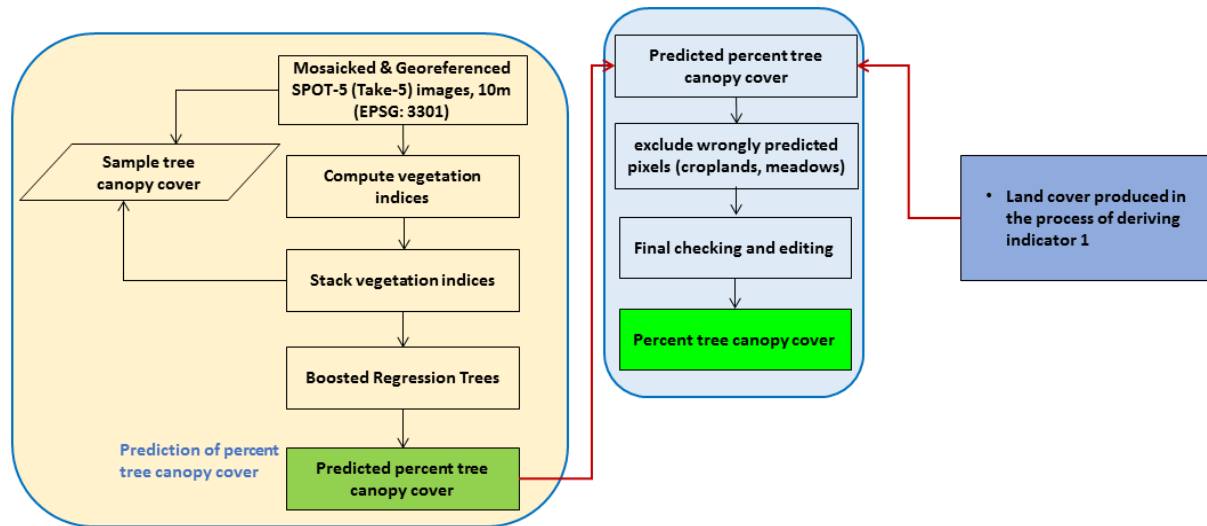 Mosaicked & Georeferenced
SPOT-5 (Take-5) images, 10m
(EPSG: 3301)
Sample tree
canopy cover
Compute vegetation
indices
Stack vegetation indices
Boosted Regression Trees
Prediction of percent
tree canopy cover
Predicted percent tree
canopy cover
Predicted percent tree
canopy cover
exclude wrongly predicted
pixels (croplands, meadows)
Final checking and editing
Percent tree canopy cover
• Land cover produced in
the process of deriving
indicator 1